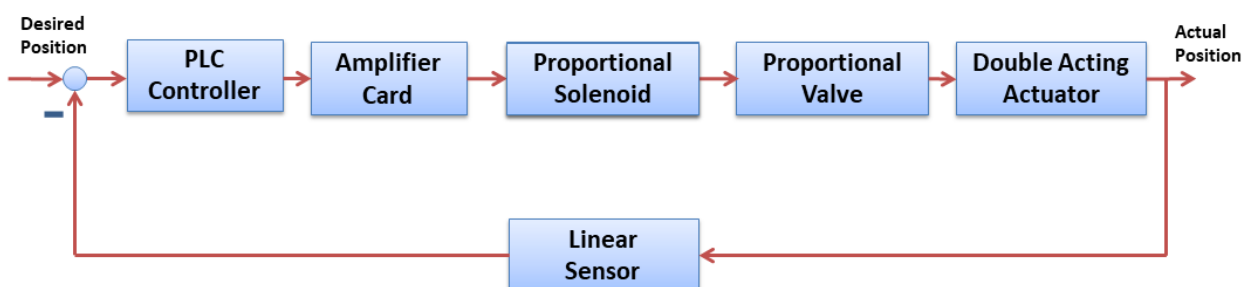 Desired
Position
PLC
Controller
Amplifier
Card
Proportional
Solenoid
Proportional
Valve
Double Acting
Actuator
Actual
Position
Linear
Sensor